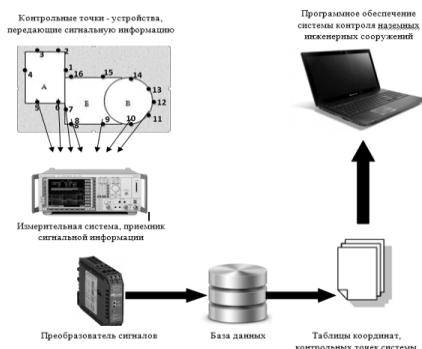 Контрольные точки - устройства,
передающие сигнальную информацию
Программное обеспечение
системы контроля наземных
инженерных сооружений
3 2
4 1
16 15 14
13
А Б В 12
11
5 6 7
8 9 10
8
Измерительная система, приемник
сигнальной информации
Преобразователь сигналов
База данных
Таблицы координат,
контрольных точек системы